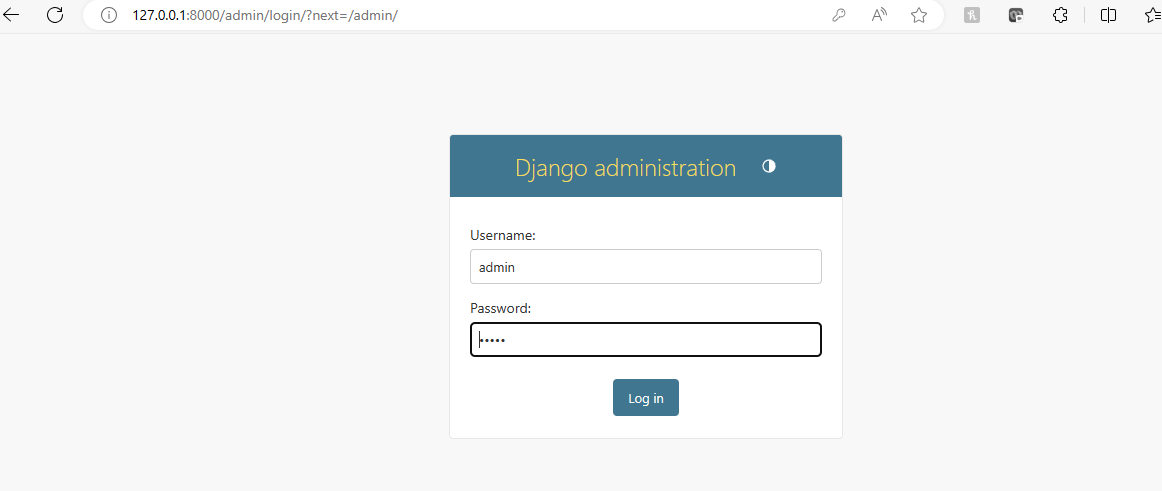 127.0.0.1:8000/admin/login/?next=/admin/
Django administration
Username:
admin
Password:
•••••
Log in